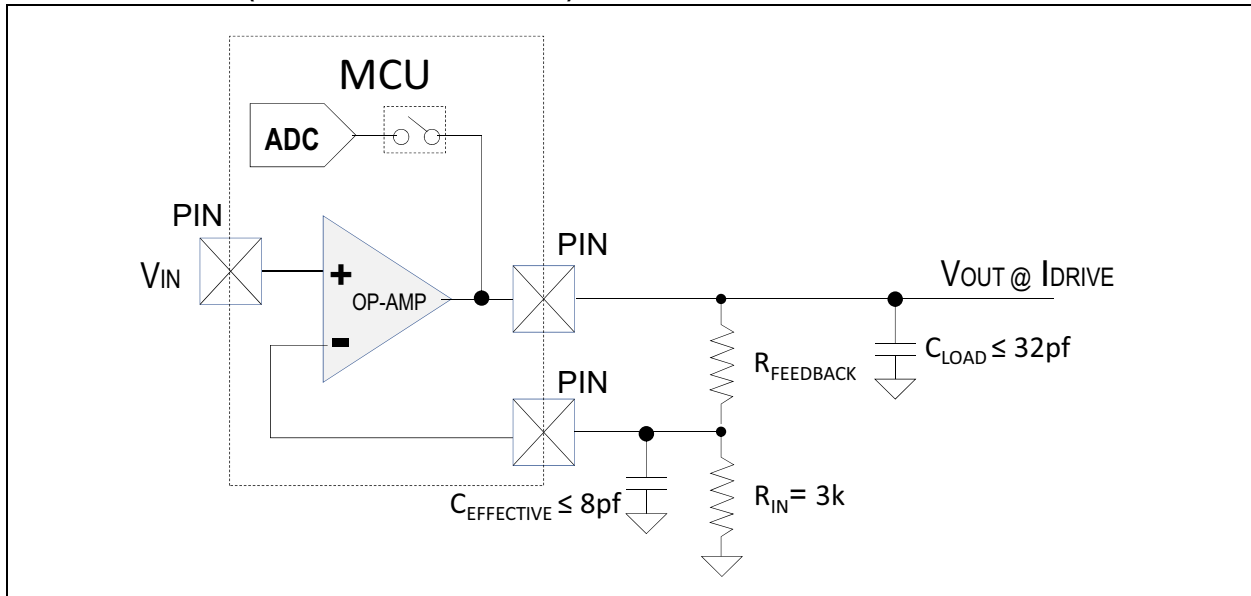 MCU
ADC
PIN
VIN
+
OP-AMP
-
PIN
VOUT @ IDRIVE
RFEEDBACK
CLOAD ≤ 32pf
PIN
CEFFECTIVE ≤ 8pf
RIN= 3k